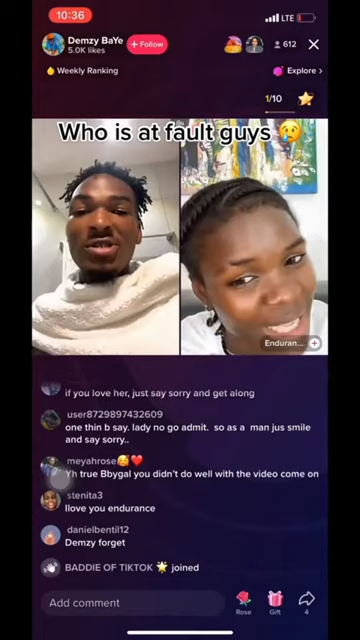 10:36
LTE
Demzy BaYe
5.0K likes
+ Follow
612
Weekly Ranking
Explore >
1/10
Who is at fault guys 😢
Enduran...
if you love her, just say sorry and get along
user8729897432609
one thin b say. lady no go admit. so as a man jus smile
and say sorry..
meyahrose🥰❤️
Yh true Bbygal you didn't do well with the video come on
stenita3
Ilove you endurance
danielbentil12
Demzy forget
BADDIE OF TIKTOK 🌟 joined
Add comment
Rose
Gift
4